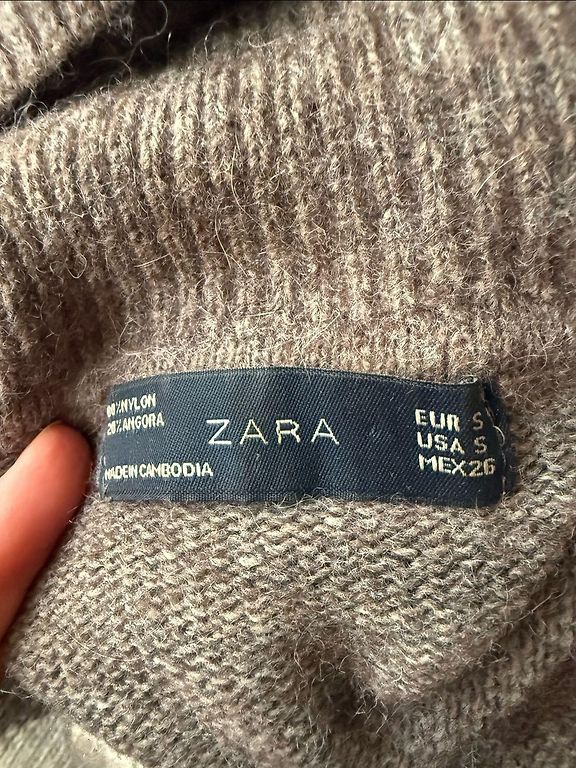 % NYLON
20% ANGORA
MADE IN CAMBODIA
ZARA
EUR S
USA S
MEX 26